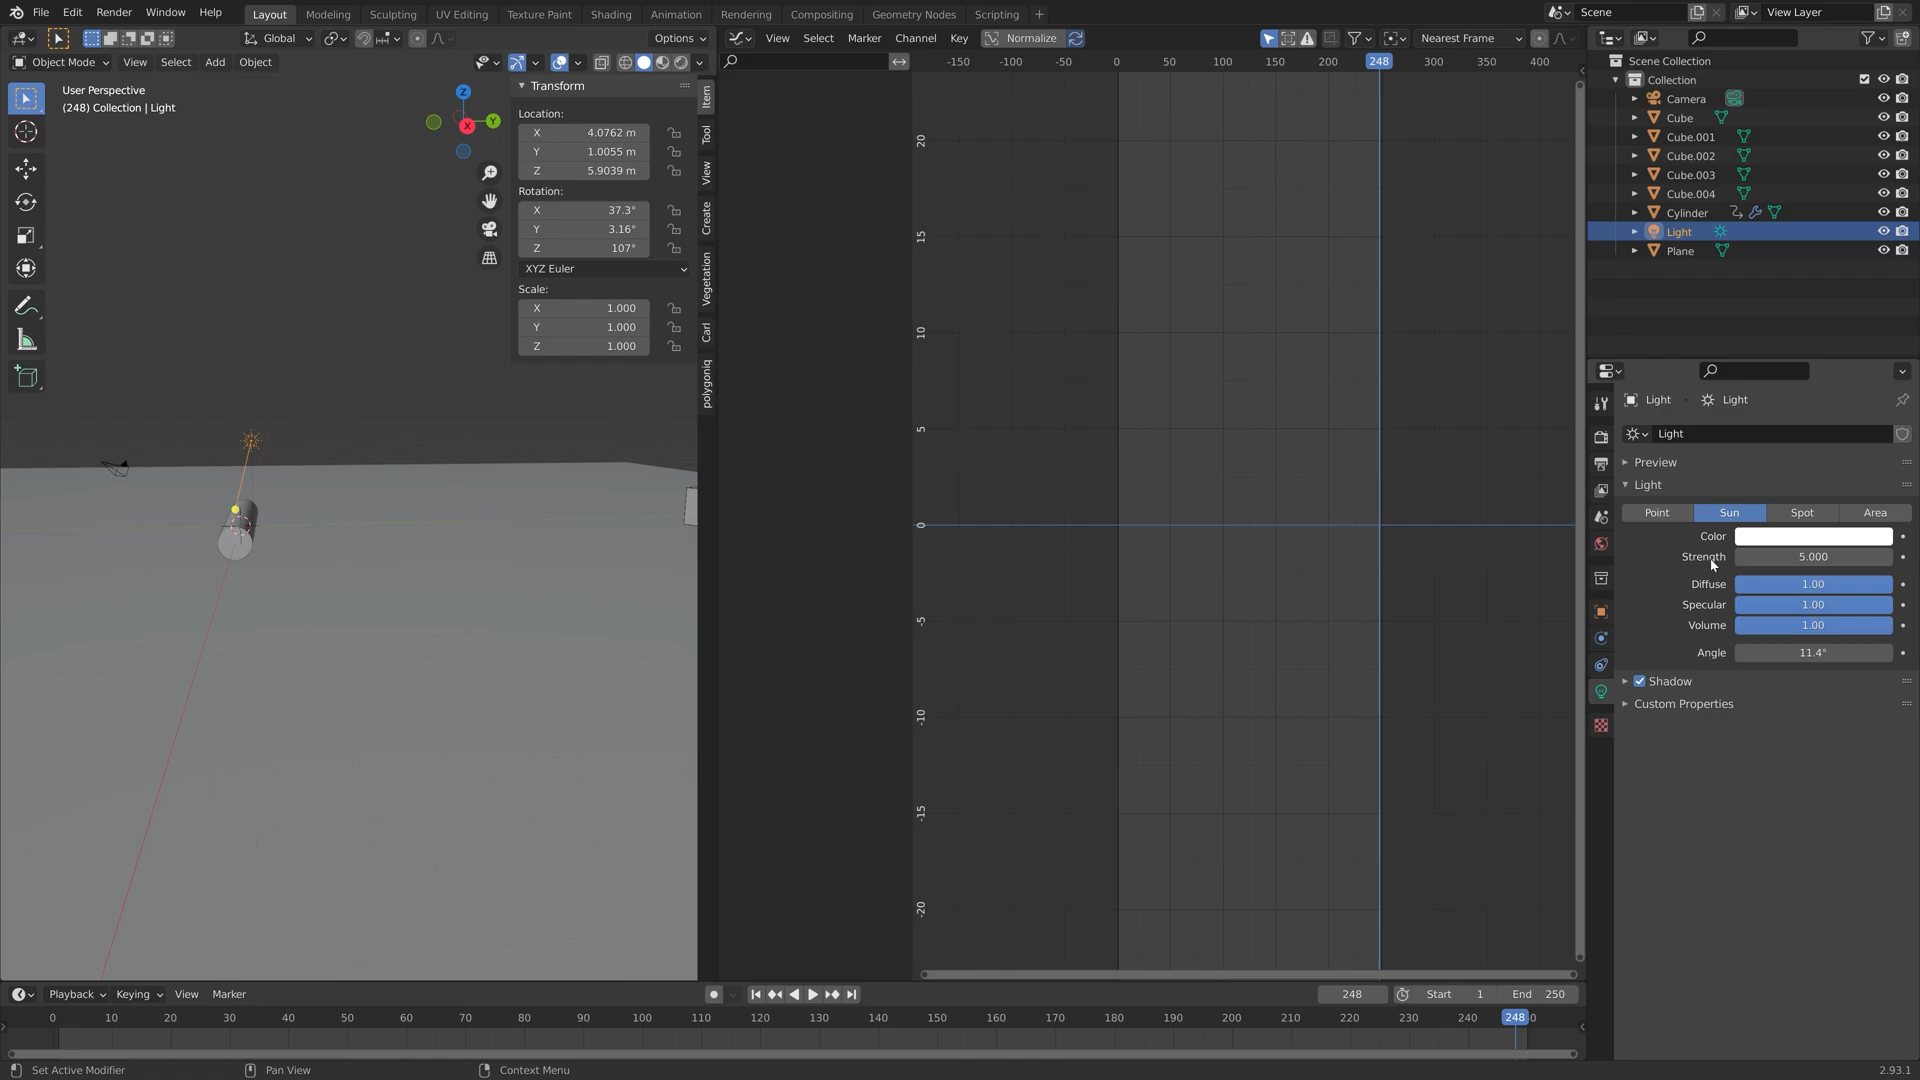 File Edit Render Window Help Layout Modeling Sculpting UV Editing Texture Paint Shading Animation Rendering Compositing Geometry Nodes Scripting + Scene View Layer
Global Options View Select Marker Channel Key Normalize Nearest Frame
Object Mode View Select Add Object
-150 -100 -50 0 50 100 150 200 248 300 350 400
User Perspective
(248) Collection | Light
Z
Y
X
Transform
Location:
X 4.0762 m
Y 1.0055 m
Z 5.9039 m
Rotation:
X 37.3°
Y 3.16°
Z 107°
XYZ Euler
Scale:
X 1.000
Y 1.000
Z 1.000
Item
Tool
View
Create
Vegetation
Carl
polygoniq
20
15
10
5
0
-5
-10
-15
-20
Scene Collection
Collection
Camera
Cube
Cube.001
Cube.002
Cube.003
Cube.004
Cylinder
Light
Plane
Light Light
Light
Preview
Light
Point Sun Spot Area
Color
Strength 5.000
Diffuse 1.00
Specular 1.00
Volume 1.00
Angle 11.4°
Shadow
Custom Properties
Playback Keying View Marker 248 Start 1 End 250
0 10 20 30 40 50 60 70 80 90 100 110 120 130 140 150 160 170 180 190 200 210 220 230 240 248
Set Active Modifier Pan View Context Menu 2.93.1